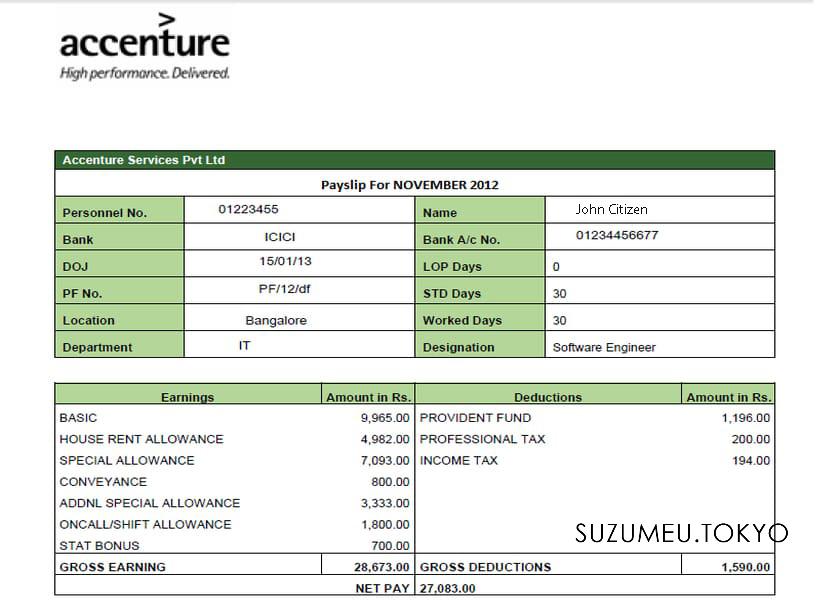 accenture
High performance. Delivered.
Accenture Services Pvt Ltd
Payslip For NOVEMBER 2012
Personnel No. 01223455 Name John Citizen
Bank ICICI Bank A/c No. 01234456677
DOJ 15/01/13 LOP Days 0
PF No. PF/12/df STD Days 30
Location Bangalore Worked Days 30
Department IT Designation Software Engineer
Earnings Amount in Rs. Deductions Amount in Rs.
BASIC 9,965.00 PROVIDENT FUND 1,196.00
HOUSE RENT ALLOWANCE 4,982.00 PROFESSIONAL TAX 200.00
SPECIAL ALLOWANCE 7,093.00 INCOME TAX 194.00
CONVEYANCE 800.00
ADDNL SPECIAL ALLOWANCE 3,333.00
ONCALL/SHIFT ALLOWANCE 1,800.00
SUZUMEU.TOKYO
STAT BONUS 700.00
GROSS EARNING 28,673.00 GROSS DEDUCTIONS 1,590.00
NET PAY 27,083.00